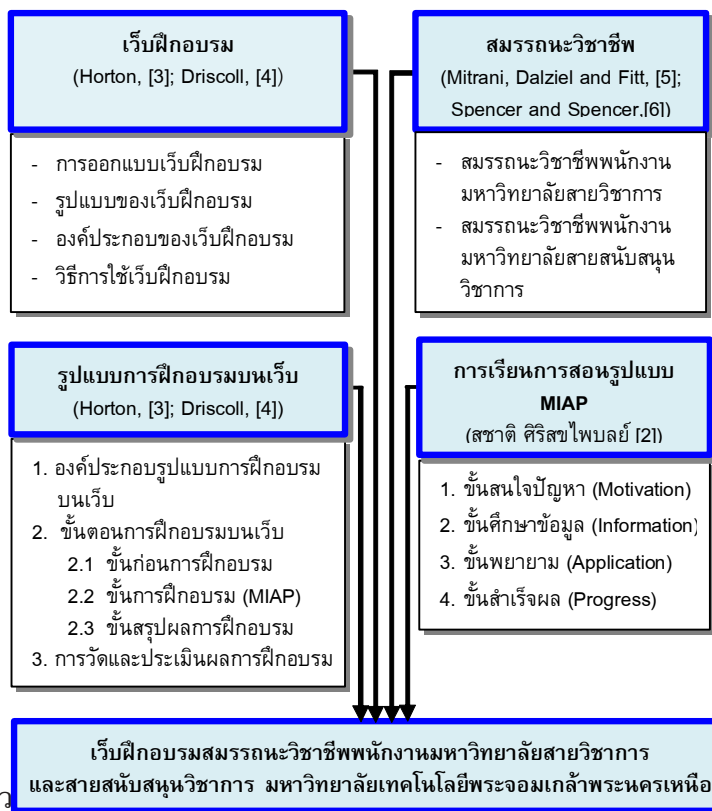 เว็บฝึกอบรม
(Horton, [3]; Driscoll, [4])
- การออกแบบเว็บฝึกอบรม
- รูปแบบของเว็บฝึกอบรม
- องค์ประกอบของเว็บฝึกอบรม
- วิธีการใช้เว็บฝึกอบรม
สมรรถนะวิชาชีพ
(Mitrani, Dalziel and Fitt, [5];
Spencer and Spencer,[6])
- สมรรถนะวิชาชีพพนักงาน
มหาวิทยาลัยสายวิชาการ
- สมรรถนะวิชาชีพพนักงาน
มหาวิทยาลัยสายสนับสนุน
วิชาการ
รูปแบบการฝึกอบรมบนเว็บ
(Horton, [3]; Driscoll, [4])
1. องค์ประกอบรูปแบบการฝึกอบรม
บนเว็บ
2. ขั้นตอนการฝึกอบรมบนเว็บ
2.1 ขั้นก่อนการฝึกอบรม
2.2 ขั้นการฝึกอบรม (MIAP)
2.3 ขั้นสรุปผลการฝึกอบรม
3. การวัดและประเมินผลการฝึกอบรม
การเรียนการสอนรูปแบบ
MIAP
(สุชาติ ศิริสุขไพบูลย์ [2])
1. ขั้นสนใจปัญหา (Motivation)
2. ขั้นศึกษาข้อมูล (Information)
3. ขั้นพยายาม (Application)
4. ขั้นสำเร็จผล (Progress)
เว็บฝึกอบรมสมรรถนะวิชาชีพพนักงานมหาวิทยาลัยสายวิชาการ
และสายสนับสนุนวิชาการ มหาวิทยาลัยเทคโนโลยีพระจอมเกล้าพระนครเหนือ